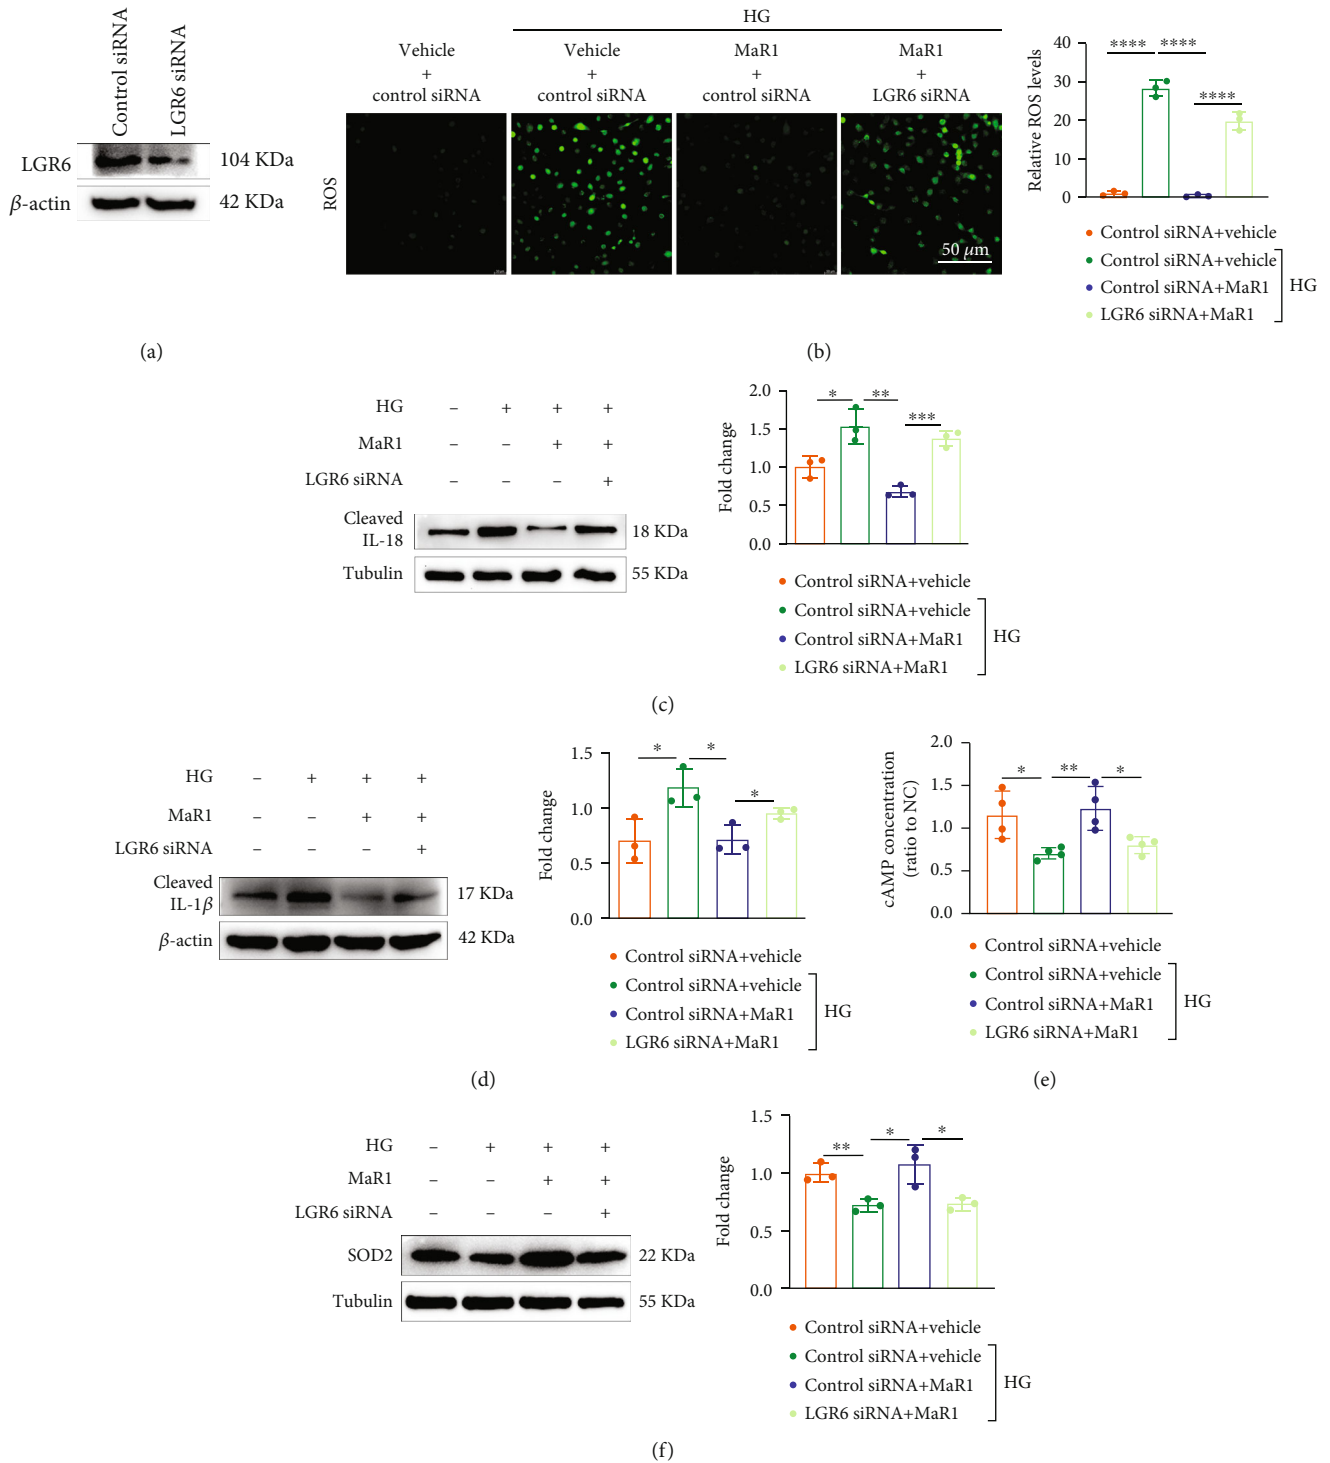 Control siRNA
LGR6 siRNA
LGR6
104 KDa
β-actin
42 KDa
(a)
HG
Vehicle
+
control siRNA
Vehicle
+
control siRNA
MaR1
+
control siRNA
MaR1
+
LGR6 siRNA
ROS
50 μm
Relative ROS levels
40
30
20
10
0
**** **** ****
Control siRNA+vehicle
Control siRNA+vehicle
Control siRNA+MaR1
LGR6 siRNA+MaR1
HG
(b)
HG – + + +
MaR1 – – + +
LGR6 siRNA – – – +
Cleaved
IL-18
18 KDa
Tubulin
55 KDa
Fold change
2.0
1.5
1.0
0.5
0.0
* ** ***
Control siRNA+vehicle
Control siRNA+vehicle
Control siRNA+MaR1
LGR6 siRNA+MaR1
HG
(c)
HG – + + +
MaR1 – – + +
LGR6 siRNA – – – +
Cleaved
IL-1β
17 KDa
β-actin
42 KDa
Fold change
1.5
1.0
0.5
0.0
* * *
Control siRNA+vehicle
Control siRNA+vehicle
Control siRNA+MaR1
LGR6 siRNA+MaR1
HG
(d)
cAMP concentration
(ratio to NC)
2.0
1.5
1.0
0.5
0.0
* ** *
Control siRNA+vehicle
Control siRNA+vehicle
Control siRNA+MaR1
LGR6 siRNA+MaR1
HG
(e)
HG – + + +
MaR1 – – + +
LGR6 siRNA – – – +
SOD2
22 KDa
Tubulin
55 KDa
Fold change
1.5
1.0
0.5
0.0
** * *
Control siRNA+vehicle
Control siRNA+vehicle
Control siRNA+MaR1
LGR6 siRNA+MaR1
HG
(f)